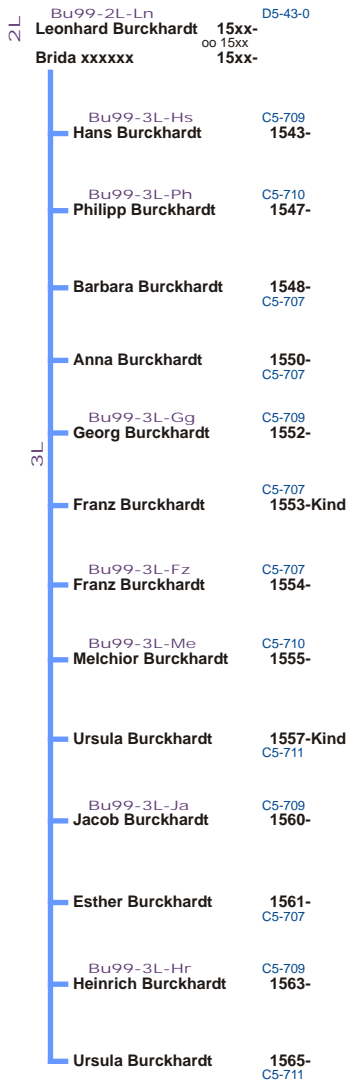 2L
Bu99-2L-Ln D5-43-0
Leonhard Burckhardt 15xx-
oo 15xx
Brida xxxxxx 15xx-
3L
Bu99-3L-Hs C5-709
Hans Burckhardt 1543-
Bu99-3L-Ph C5-710
Philipp Burckhardt 1547-
Barbara Burckhardt 1548-
C5-707
Anna Burckhardt 1550-
C5-707
Bu99-3L-Gg C5-709
Georg Burckhardt 1552-
C5-707
Franz Burckhardt 1553-Kind
Bu99-3L-Fz C5-707
Franz Burckhardt 1554-
Bu99-3L-Me C5-710
Melchior Burckhardt 1555-
Ursula Burckhardt 1557-Kind
C5-711
Bu99-3L-Ja C5-709
Jacob Burckhardt 1560-
Esther Burckhardt 1561-
C5-707
Bu99-3L-Hr C5-709
Heinrich Burckhardt 1563-
Ursula Burckhardt 1565-
C5-711